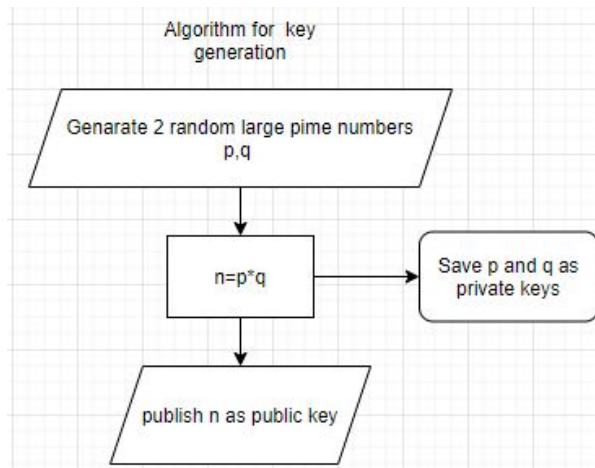 Algorithm for key
generation
Genarate 2 random large pime numbers
p,q
n=p*q
Save p and q as
private keys
publish n as public key